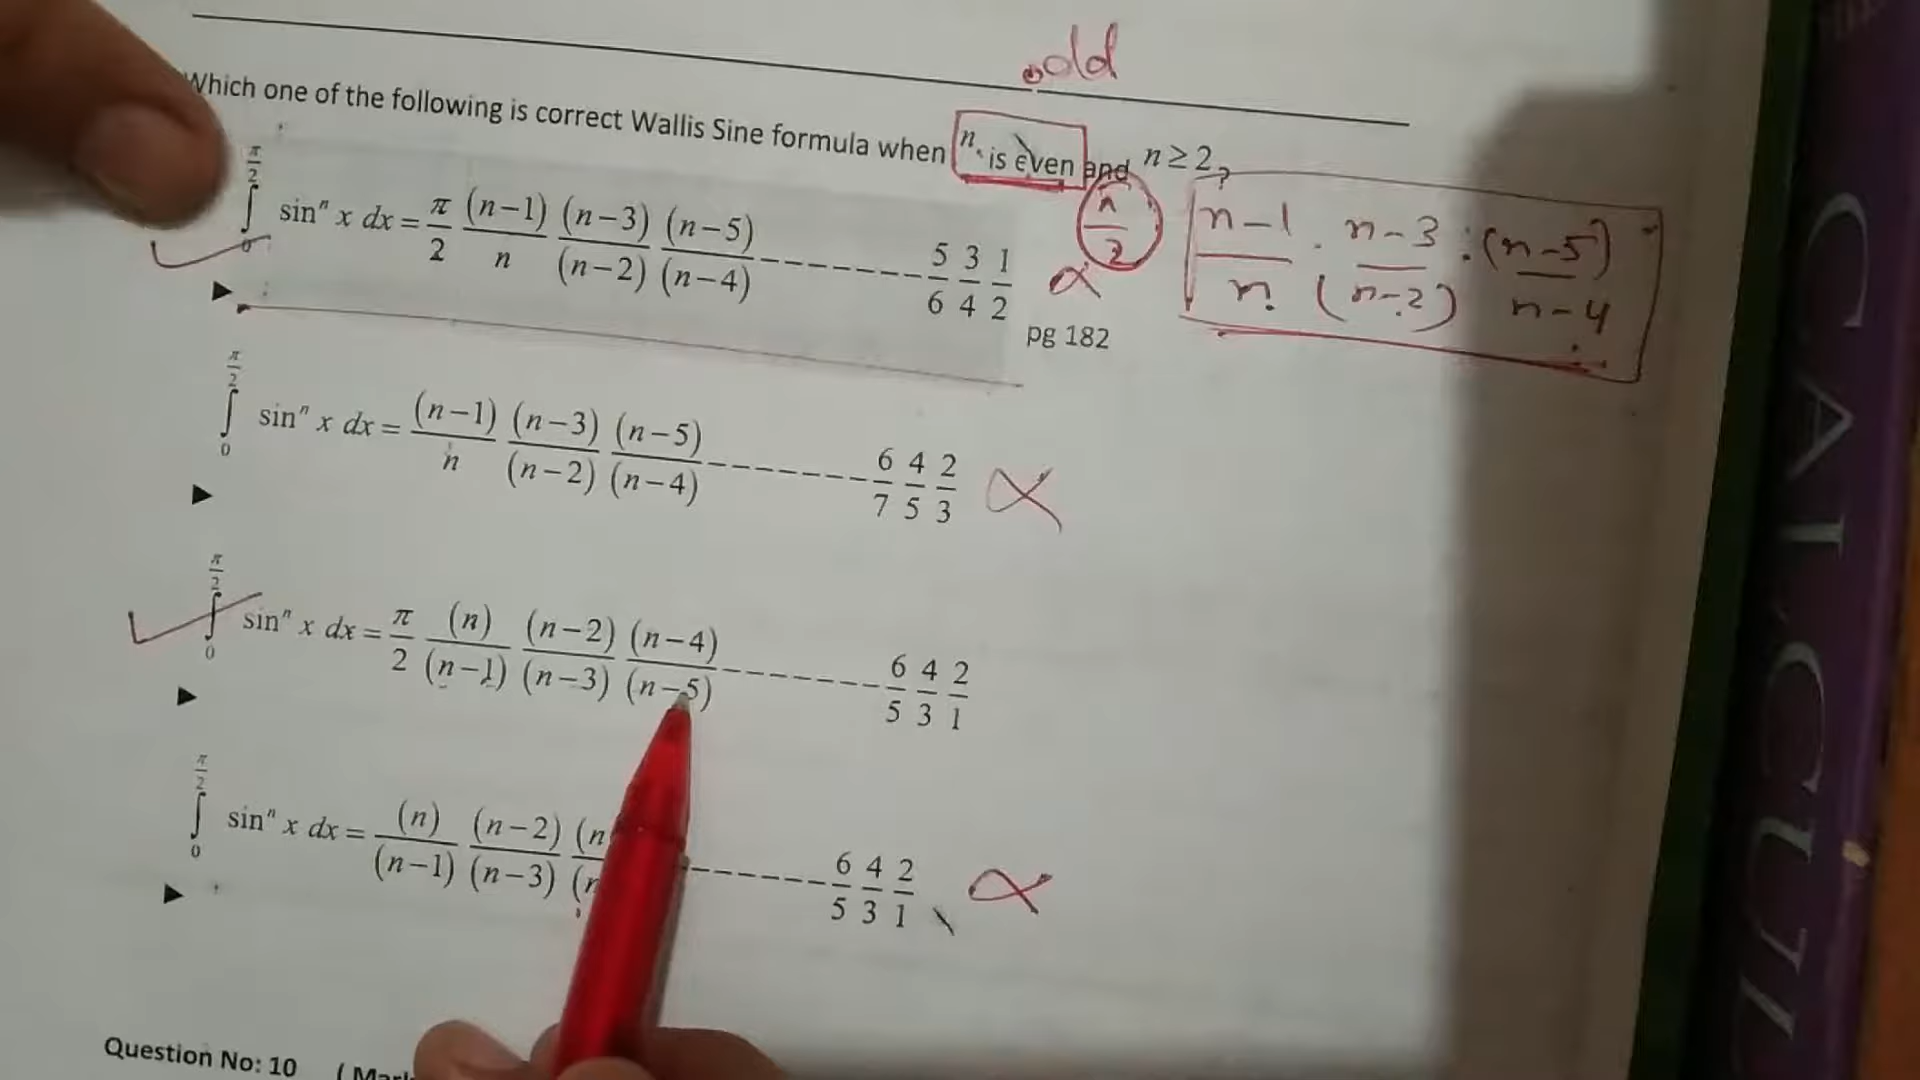 odd
Which one of the following is correct Wallis Sine formula when n is even and n ≥ 2 ?
∫₀^(π/2) sinⁿ x dx = π/2 (n−1)/n (n−3)/(n−2) (n−5)/(n−4) -------- 5/6 3/4 1/2
π/2 n−1/n . n−3/(n−2) : (n−5)/n−4
pg 182
∫₀^(π/2) sinⁿ x dx = (n−1)/n (n−3)/(n−2) (n−5)/(n−4) -------- 6/7 4/5 2/3
∫₀^(π/2) sinⁿ x dx = π/2 (n)/(n−1) (n−2)/(n−3) (n−4)/(n−5) -------- 6/5 4/3 2/1
∫₀^(π/2) sinⁿ x dx = (n)/(n−1) (n−2)/(n−3) (n -------- 6/5 4/3 2/1
Question No: 10
CALCUL